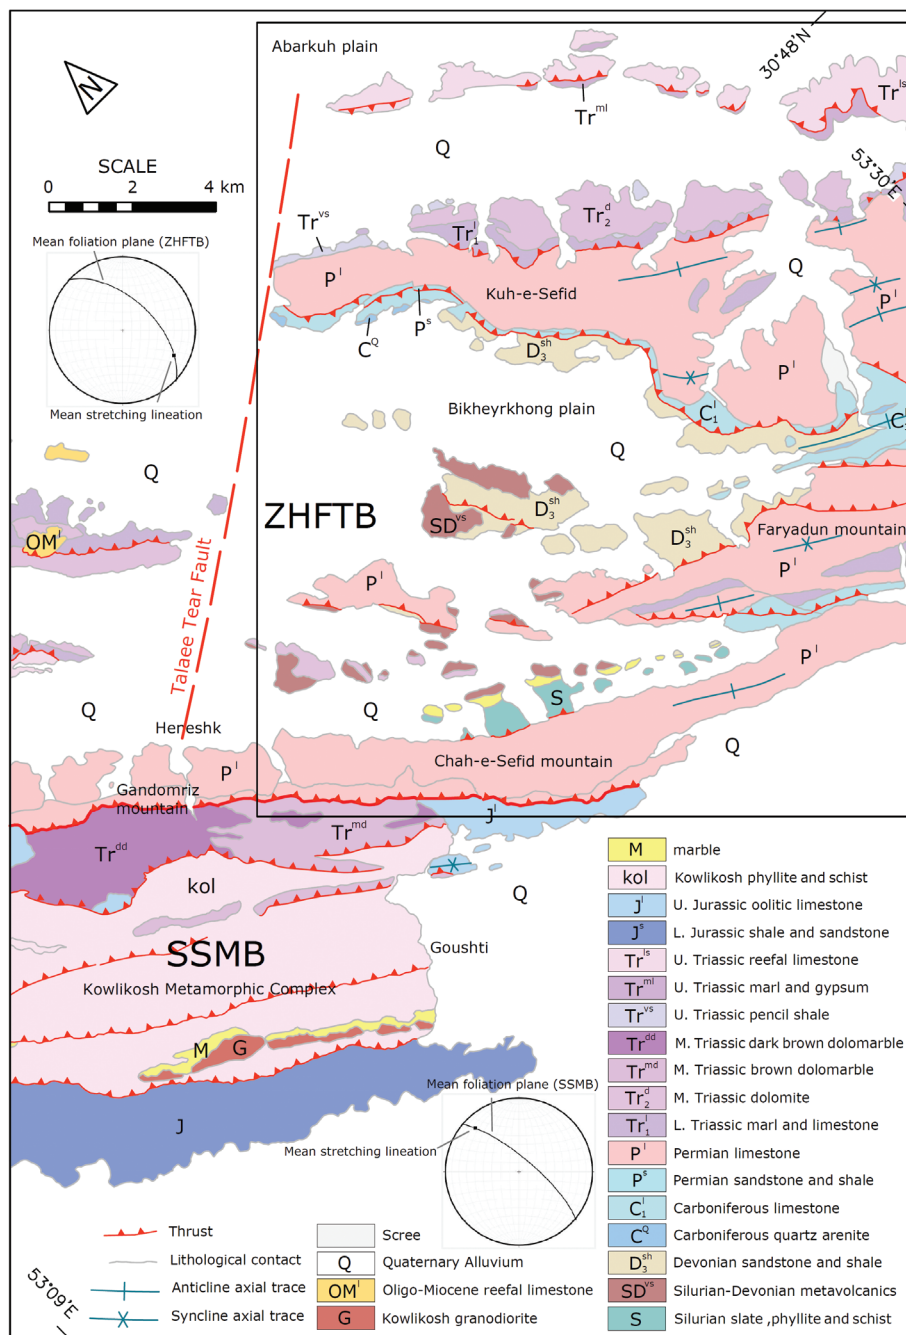 Abarkuh plain
30°48'N
N
Tr^ls
Tr^ml
SCALE
Q
0 2 4 km
53°30'E
Mean foliation plane (ZHFTB)
Tr^vs
Tr_1^l
Tr_2^d
Q
P^l
Kuh-e-Sefid
P^l
C^Q
P^s
D_3^sh
P^l
Mean stretching lineation
Bikheyrkhong plain
C_1^l
Q
Q
ZHFTB
SD^vs
D_3^sh
Faryadun mountain
OM^l
D_3^sh
P^l
P^l
Talaee Tear Fault
P^l
S
Q
Q
Heneshk
Q
P^l
Chah-e-Sefid mountain
Gandomriz
mountain
J^l
Tr^dd
Tr^md
kol
Q
SSMB
Goushti
Kowlikosh Metamorphic Complex
M
G
Mean foliation plane (SSMB)
J
Mean stretching lineation
M marble
kol Kowlikosh phyllite and schist
J^l U. Jurassic oolitic limestone
J^s L. Jurassic shale and sandstone
Tr^ls U. Triassic reefal limestone
Tr^ml U. Triassic marl and gypsum
Tr^vs U. Triassic pencil shale
Tr^dd M. Triassic dark brown dolomarble
Tr^md M. Triassic brown dolomarble
Tr_2^d M. Triassic dolomite
Tr_1^l L. Triassic marl and limestone
P^l Permian limestone
P^s Permian sandstone and shale
C_1^l Carboniferous limestone
C^Q Carboniferous quartz arenite
D_3^sh Devonian sandstone and shale
SD^vs Silurian-Devonian metavolcanics
S Silurian slate ,phyllite and schist
Thrust
Lithological contact
Anticline axial trace
Syncline axial trace
Scree
Q Quaternary Alluvium
OM^l Oligo-Miocene reefal limestone
G Kowlikosh granodiorite
53°09'E